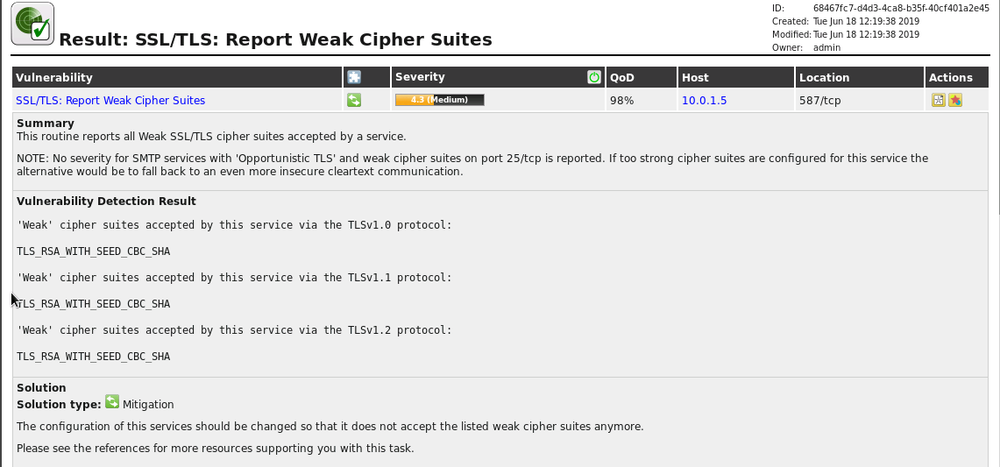 ID: 68467fc7-d4d3-4ca8-b35f-40cf401a2e45
Created: Tue Jun 18 12:19:38 2019
Modified: Tue Jun 18 12:19:38 2019
Owner: admin
Result: SSL/TLS: Report Weak Cipher Suites
Vulnerability Severity QoD Host Location Actions
SSL/TLS: Report Weak Cipher Suites 4.3 (Medium) 98% 10.0.1.5 587/tcp
Summary
This routine reports all Weak SSL/TLS cipher suites accepted by a service.
NOTE: No severity for SMTP services with 'Opportunistic TLS' and weak cipher suites on port 25/tcp is reported. If too strong cipher suites are configured for this service the
alternative would be to fall back to an even more insecure cleartext communication.
Vulnerability Detection Result
'Weak' cipher suites accepted by this service via the TLSv1.0 protocol:
TLS_RSA_WITH_SEED_CBC_SHA
'Weak' cipher suites accepted by this service via the TLSv1.1 protocol:
TLS_RSA_WITH_SEED_CBC_SHA
'Weak' cipher suites accepted by this service via the TLSv1.2 protocol:
TLS_RSA_WITH_SEED_CBC_SHA
Solution
Solution type: Mitigation
The configuration of this services should be changed so that it does not accept the listed weak cipher suites anymore.
Please see the references for more resources supporting you with this task.